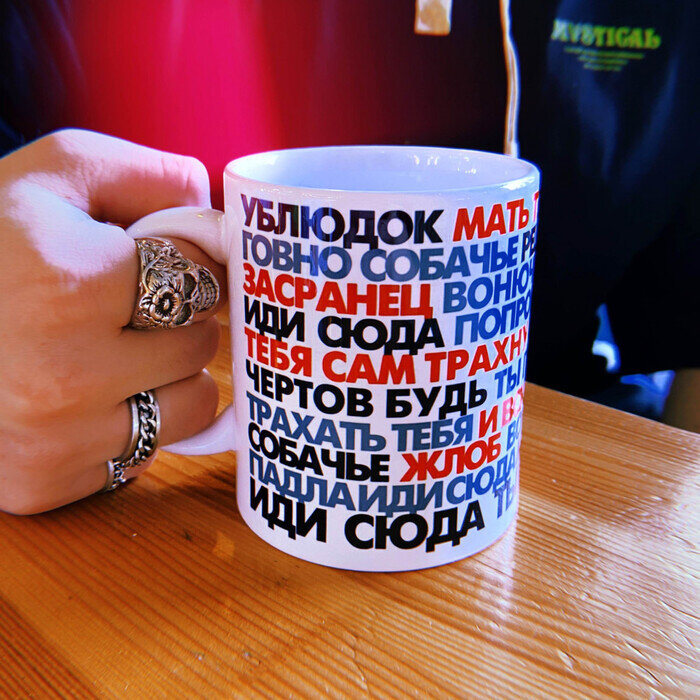 MYSTICAL
УБЛЮДОК МАТЬ
ГОВНО СОБАЧЬЕ
ЗАСРАНЕЦ
ИДИ СЮДА
ТЕБЯ САМ
ЧЕРТОВ БУДЬ ТЫ
ТРАХАТЬ ТЕБЯ И
СОБАЧЬЕ ЖЛОБ
ПАДЛА ИДИ СЮДА
ИДИ СЮДА